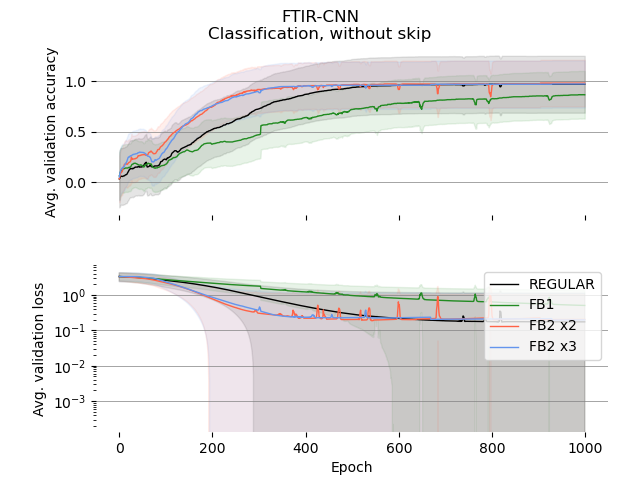 FTIR-CNN
Classification, without skip
Avg. validation accuracy
1.0
0.5
0.0
Avg. validation loss
10⁰
10⁻¹
10⁻²
10⁻³
REGULAR
FB1
FB2 x2
FB2 x3
0
200
400
600
800
1000
Epoch